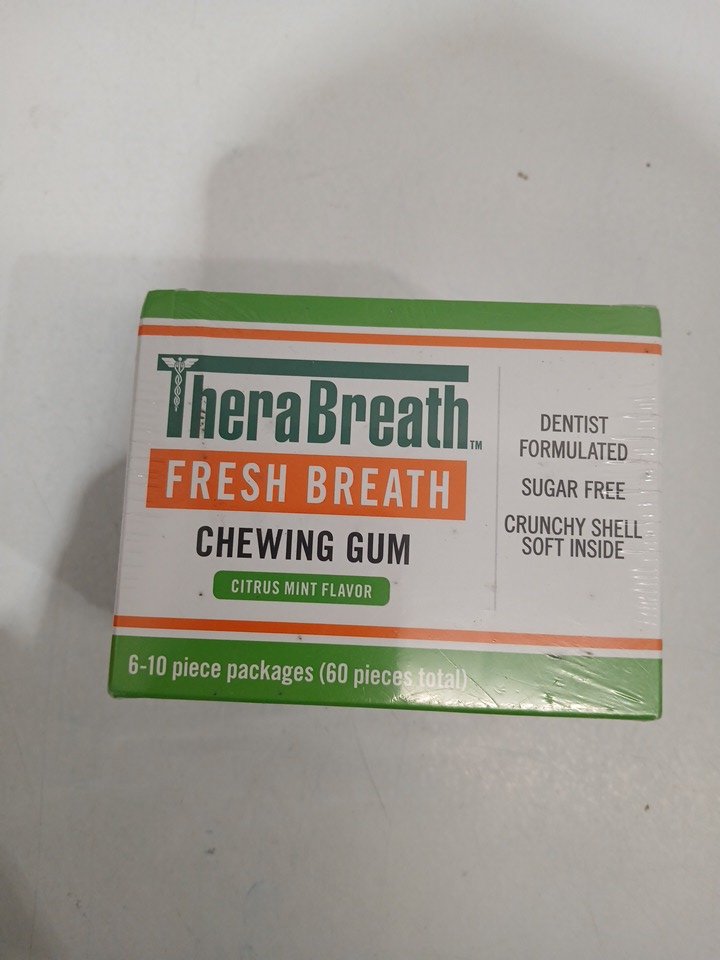 TheraBreath™
FRESH BREATH
CHEWING GUM
CITRUS MINT FLAVOR
DENTIST
FORMULATED
SUGAR FREE
CRUNCHY SHELL
SOFT INSIDE
6-10 piece packages (60 pieces total)